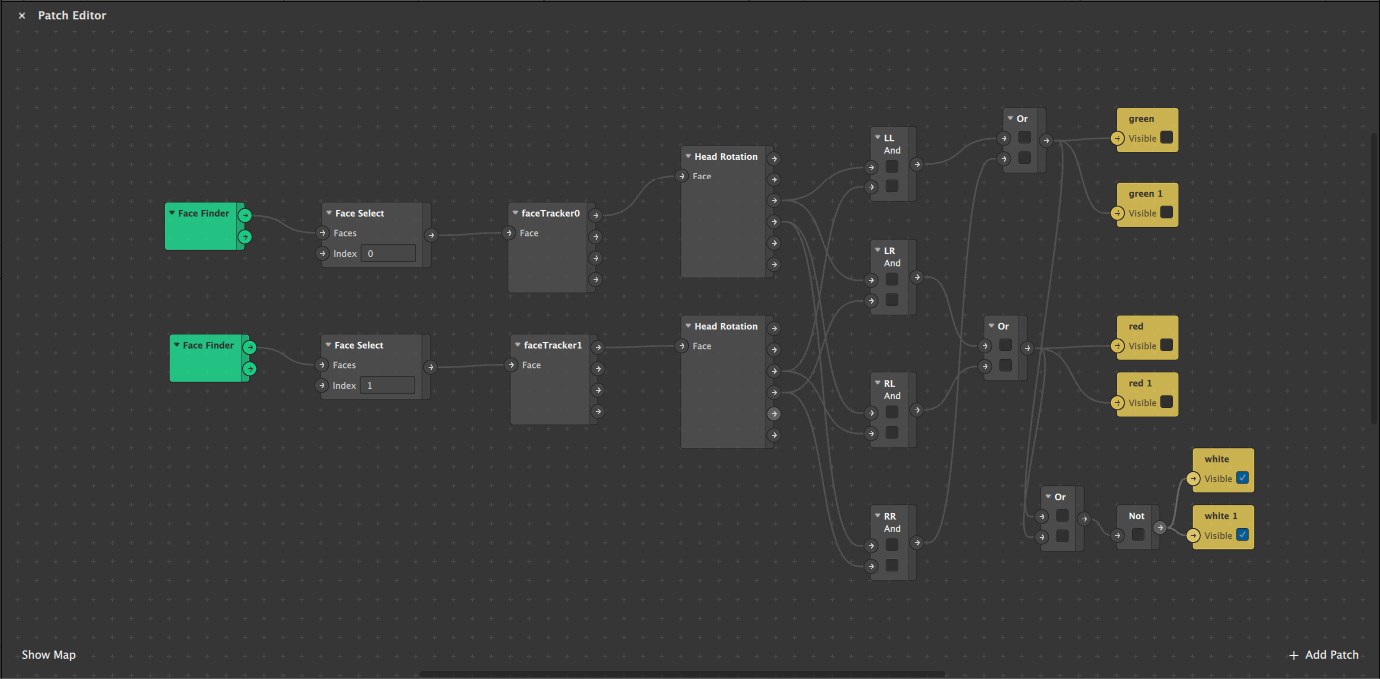 Patch Editor
Face Finder
Face Select
Faces
Index 0
faceTracker0
Face
Head Rotation
Face
LL
And
Or
green
Visible
green 1
Visible
LR
And
Face Finder
Face Select
Faces
Index 1
faceTracker1
Face
Head Rotation
Face
RL
And
Or
red
Visible
red 1
Visible
RR
And
Or
Not
white
Visible
white 1
Visible
Show Map
+ Add Patch